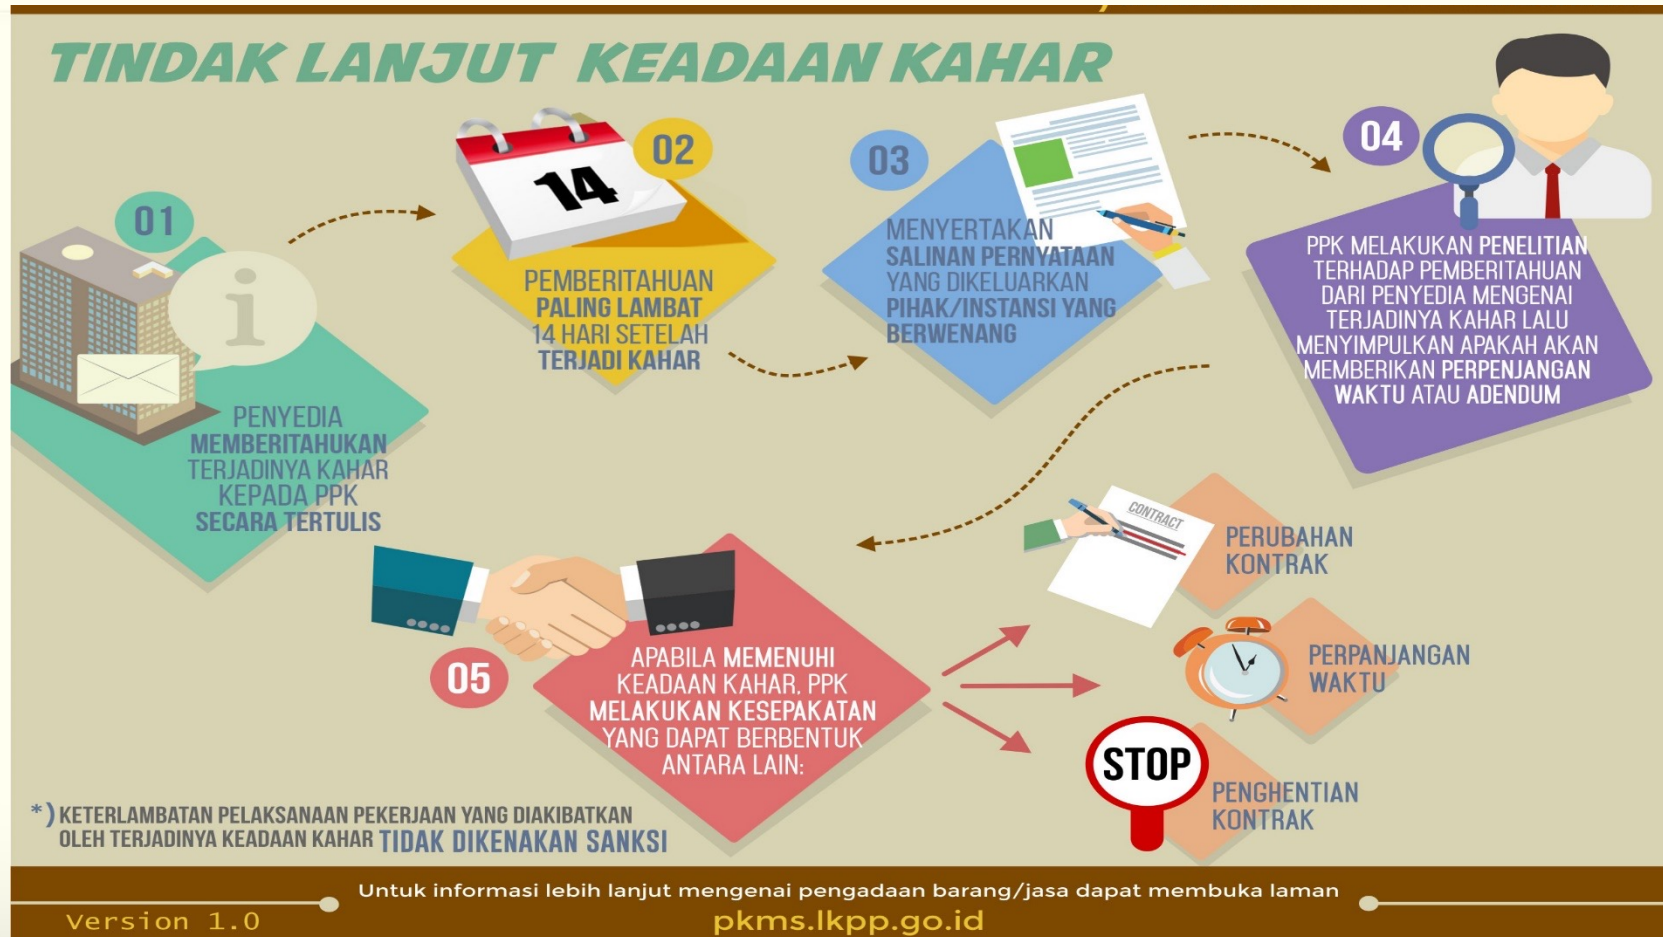 TINDAK LANJUT KEADAAN KAHAR
01
PENYEDIA
MEMBERITAHUKAN
TERJADINYA KAHAR
KEPADA PPK
SECARA TERTULIS
14
02
PEMBERITAHUAN
PALING LAMBAT
14 HARI SETELAH
TERJADI KAHAR
03
MENYERTAKAN
SALINAN PERNYATAAN
YANG DIKELUARKAN
PIHAK/INSTANSI YANG
BERWENANG
04
PPK MELAKUKAN PENELITIAN
TERHADAP PEMBERITAHUAN
DARI PENYEDIA MENGENAI
TERJADINYA KAHAR LALU
MENYIMPULKAN APAKAH AKAN
MEMBERIKAN PERPENJANGAN
WAKTU ATAU ADENDUM
05
APABILA MEMENUHI
KEADAAN KAHAR, PPK
MELAKUKAN KESEPAKATAN
YANG DAPAT BERBENTUK
ANTARA LAIN:
CONTRACT
PERUBAHAN
KONTRAK
PERPANJANGAN
WAKTU
STOP
PENGHENTIAN
KONTRAK
*) KETERLAMBATAN PELAKSANAAN PEKERJAAN YANG DIAKIBATKAN
OLEH TERJADINYA KEADAAN KAHAR TIDAK DIKENAKAN SANKSI
Untuk informasi lebih lanjut mengenai pengadaan barang/jasa dapat membuka laman
Version 1.0
pkms.lkpp.go.id